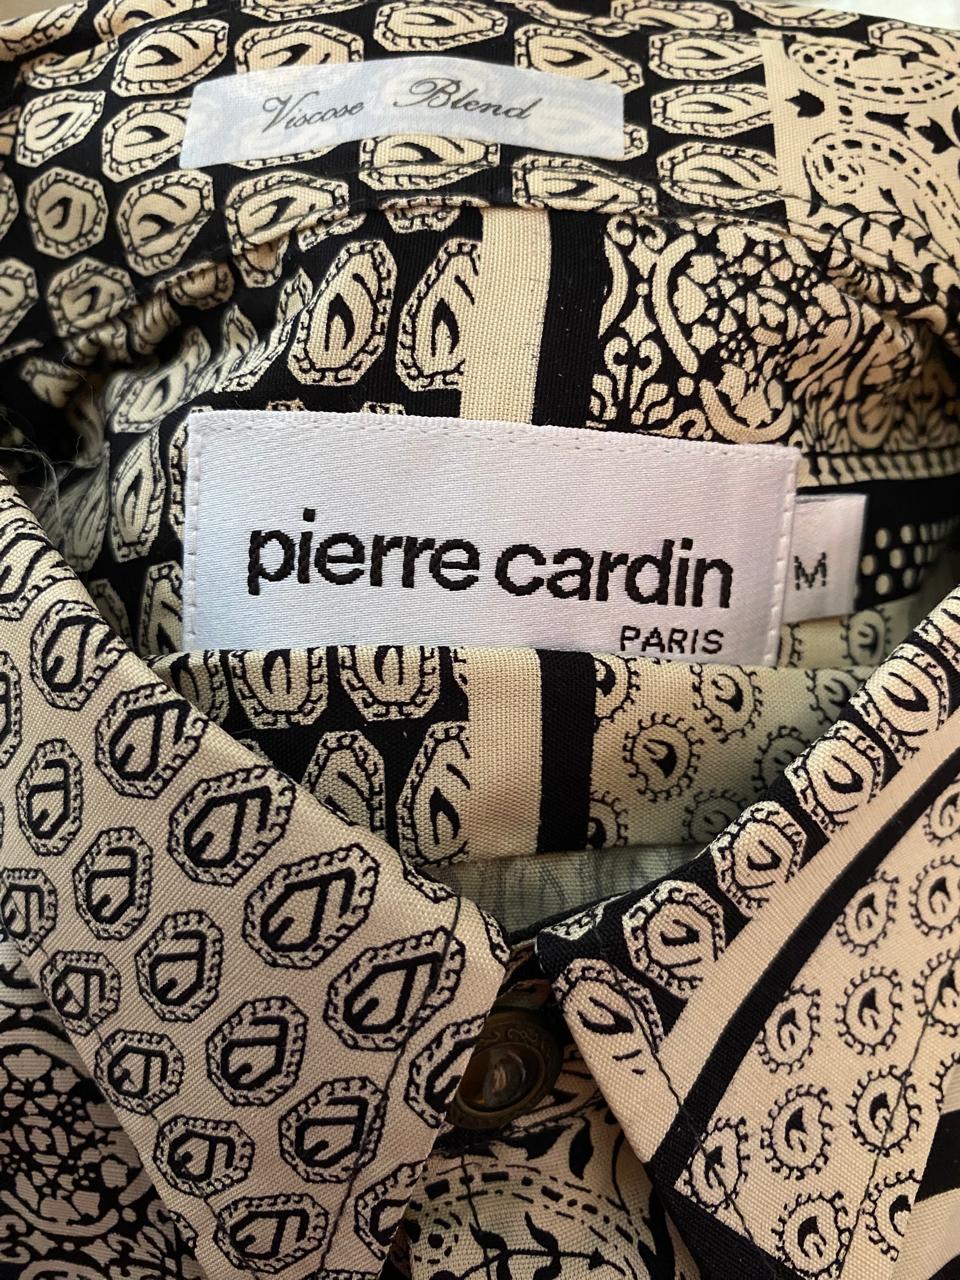 Viscose Blend
pierre cardin
M
PARIS